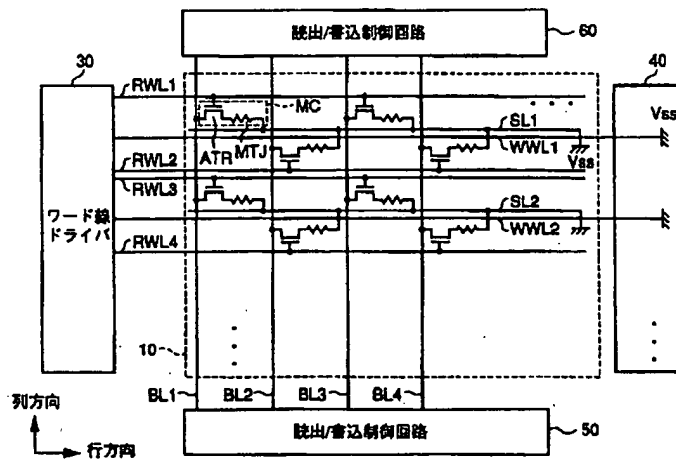 読出/書込制御回路
60
30
40
RWL1
MC
Vss
SL1
ATR
MTJ
WWL1
Vss
RWL2
RWL3
ワード線
ドライバ
SL2
WWL2
RWL4
10
BL1
BL2
BL3
BL4
列方向
行方向
読出/書込制御回路
50